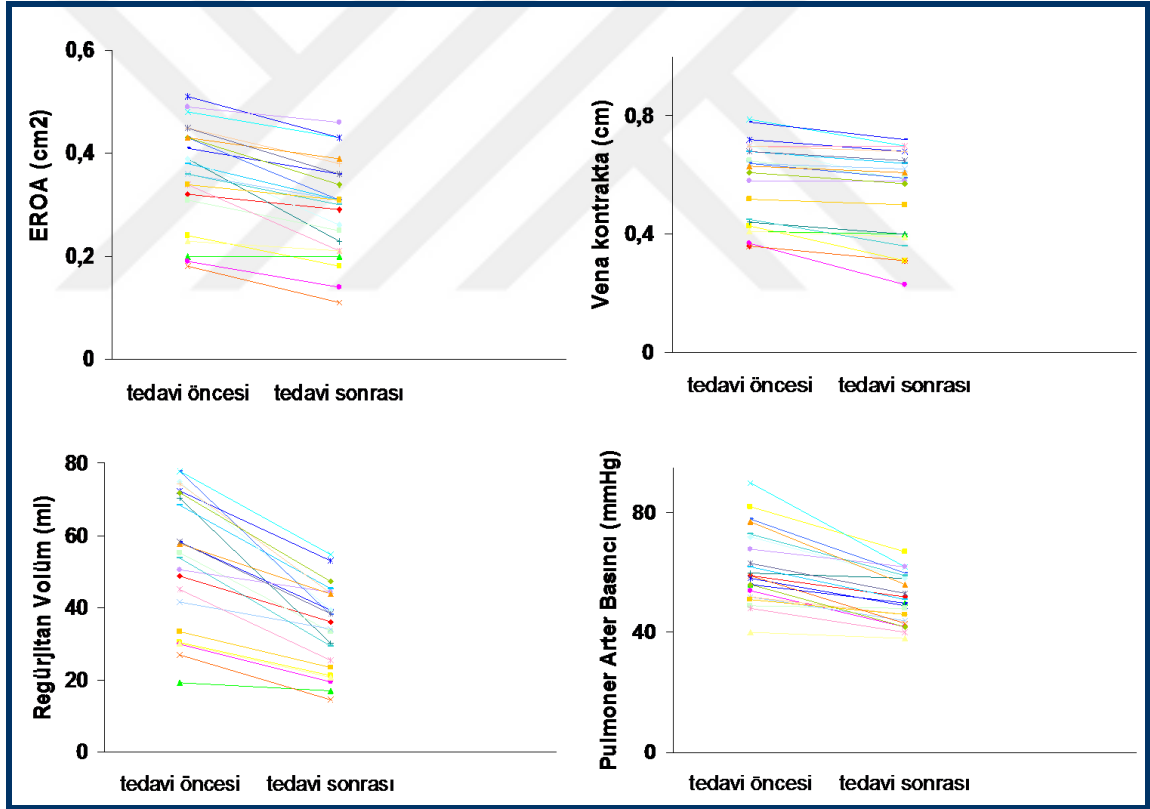 EROA (cm2)
0,6
0,4
0,2
0
tedavi öncesi tedavi sonrası
Vena kontrakta (cm)
0,8
0,4
0
tedavi öncesi tedavi sonrası
Regürjitan Volüm (ml)
80
60
40
20
0
tedavi öncesi tedavi sonrası
Pulmoner Arter Basıncı (mmHg)
80
40
0
tedavi öncesi tedavi sonrası